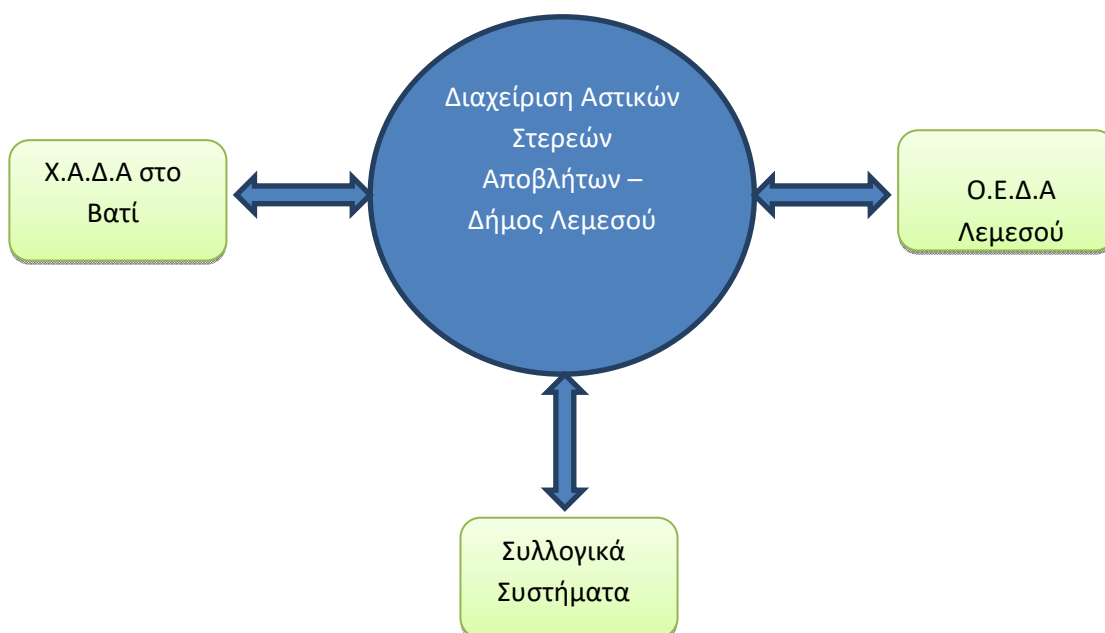 Διαχείριση Αστικών
Στερεών
Αποβλήτων –
Δήμος Λεμεσού
Χ.Α.Δ.Α στο
Βατί
Ο.Ε.Δ.Α
Λεμεσού
Συλλογικά
Συστήματα